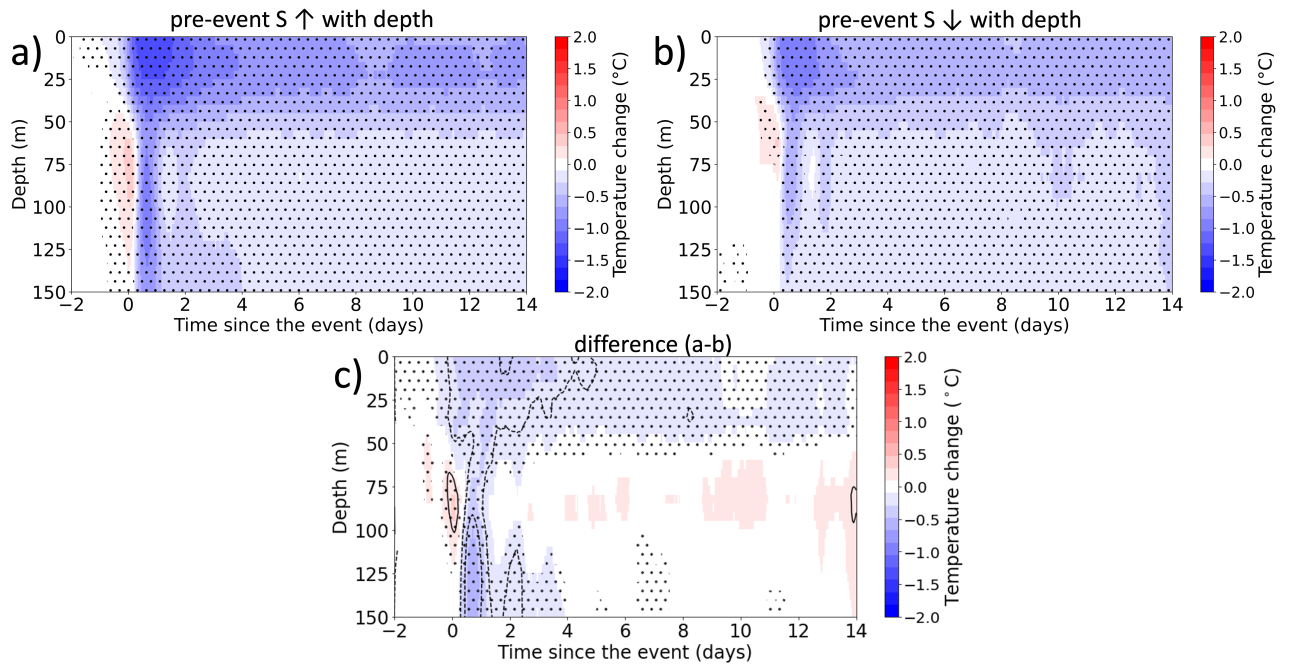 pre-event S ↑ with depth
a)
0
25
50
75
100
125
150
Depth (m)
−2 0 2 4 6 8 10 12 14
Time since the event (days)
2.0
1.5
1.0
0.5
0.0
−0.5
−1.0
−1.5
−2.0
Temperature change (°C)
pre-event S ↓ with depth
b)
0
25
50
75
100
125
150
Depth (m)
−2 0 2 4 6 8 10 12 14
Time since the event (days)
2.0
1.5
1.0
0.5
0.0
−0.5
−1.0
−1.5
−2.0
Temperature change (°C)
difference (a-b)
c)
0
25
50
75
100
125
150
Depth (m)
−2 0 2 4 6 8 10 12 14
Time since the event (days)
2.0
1.5
1.0
0.5
0.0
−0.5
−1.0
−1.5
−2.0
Temperature change (°C)